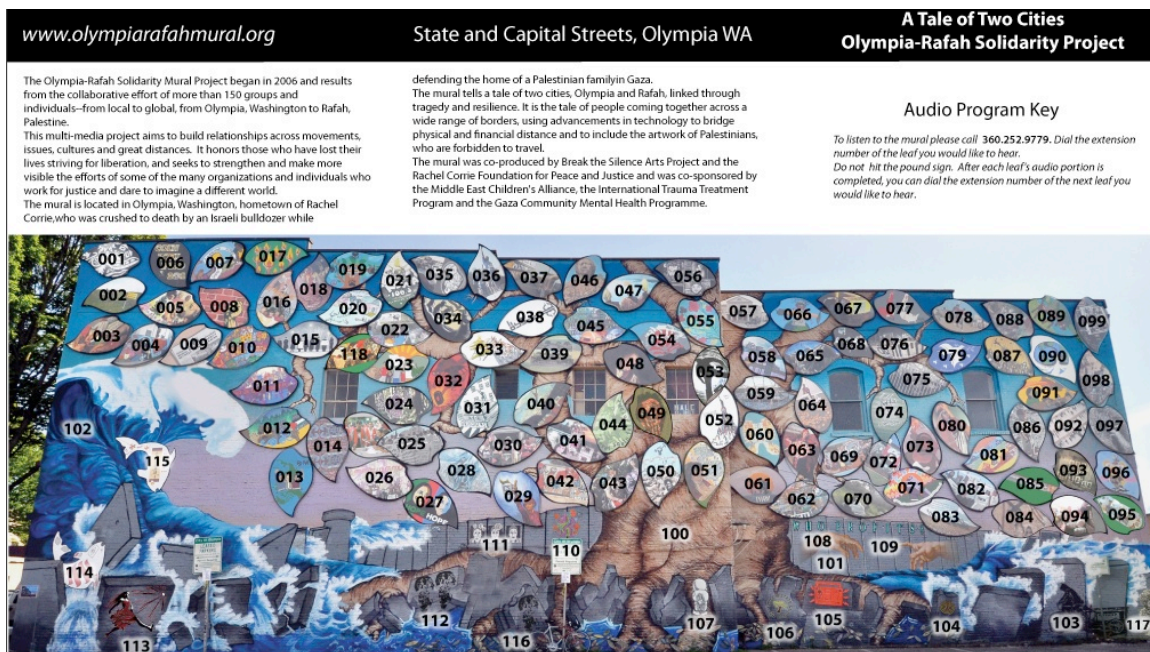 www.olympiarafahmural.org
State and Capital Streets, Olympia WA
A Tale of Two Cities
Olympia-Rafah Solidarity Project
The Olympia-Rafah Solidarity Mural Project began in 2006 and results
from the collaborative effort of more than 150 groups and
individuals--from local to global, from Olympia, Washington to Rafah,
Palestine.
This multi-media project aims to build relationships across movements,
issues, cultures and great distances. It honors those who have lost their
lives striving for liberation, and seeks to strengthen and make more
visible the efforts of some of the many organizations and individuals who
work for justice and dare to imagine a different world.
The mural is located in Olympia, Washington, hometown of Rachel
Corrie,who was crushed to death by an Israeli bulldozer while
defending the home of a Palestinian familyin Gaza.
The mural tells a tale of two cities, Olympia and Rafah, linked through
tragedy and resilience. It is the tale of people coming together across a
wide range of borders, using advancements in technology to bridge
physical and financial distance and to include the artwork of Palestinians,
who are forbidden to travel.
The mural was co-produced by Break the Silence Arts Project and the
Rachel Corrie Foundation for Peace and Justice and was co-sponsored by
the Middle East Children's Alliance, the International Trauma Treatment
Program and the Gaza Community Mental Health Programme.
Audio Program Key
To listen to the mural please call 360.252.9779. Dial the extension
number of the leaf you would like to hear.
Do not hit the pound sign. After each leaf's audio portion is
completed, you can dial the extension number of the next leaf you
would like to hear.
001 006 007 017 018 019 021 035 036 037 046 047 056
002 005 008 016 020 022 034 038 045 055 057 066 067 077 078 088 089 099
003 004 009 010 015 118 023 033 039 048 054 053 058 065 068 076 079 087 090
011 032 024 031 040 049 052 059 064 075 074 091 098
102 012 014 025 030 041 044 060 063 069 072 073 080 086 092 097
115 013 026 028 042 043 050 051 061 071 081 082 085 093 096
027 029 062 070 083 084 094 095
HOPE
111 110 100 108 109
101
114 112 107 105 104 103 117
113 116 106